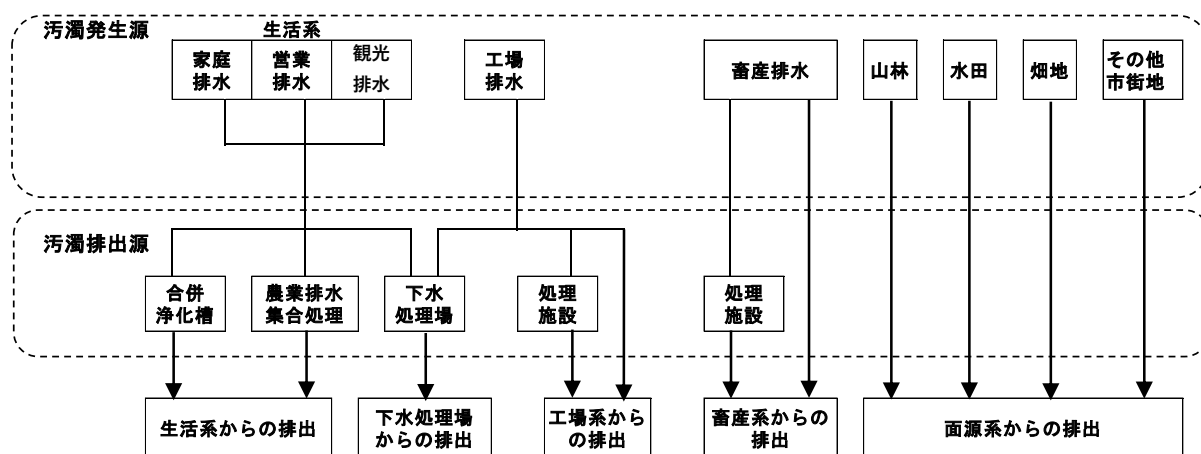 汚濁発生源
生活系
家庭
排水
営業
排水
観光
排水
工場
排水
畜産排水
山林
水田
畑地
その他
市街地
汚濁排出源
合併
浄化槽
農業排水
集合処理
下水
処理場
処理
施設
処理
施設
生活系からの排出
下水処理場
からの排出
工場系から
の排出
畜産系からの
排出
面源系からの排出